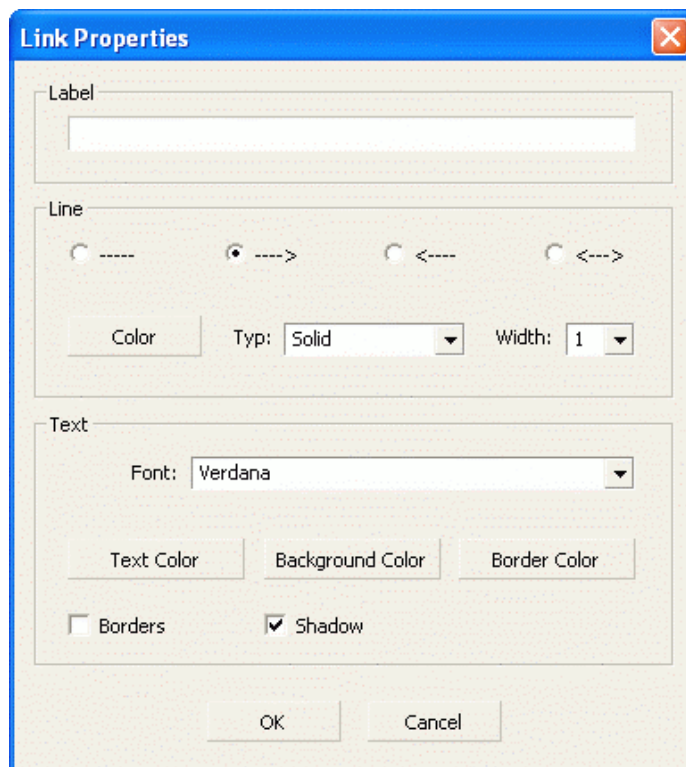 Link Properties
Label
Line
----- ----> <---- <--->
Color Typ: Solid Width: 1
Text
Font: Verdana
Text Color Background Color Border Color
Borders Shadow
OK Cancel